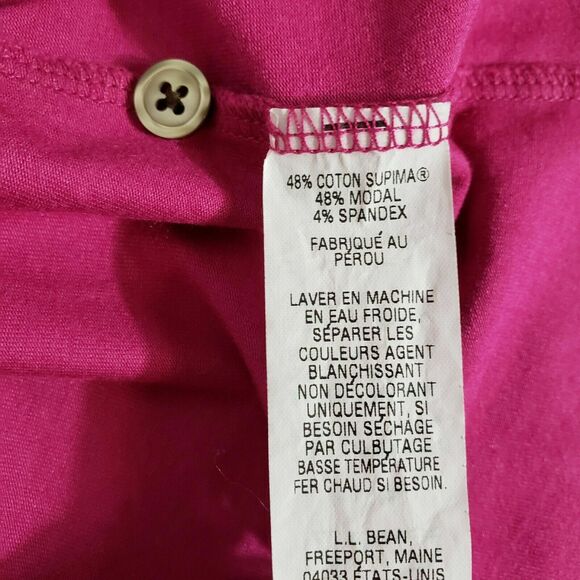 48% COTON SUPIMA®
48% MODAL
4% SPANDEX
FABRIQUÉ AU
PÉROU
LAVER EN MACHINE
EN EAU FROIDE,
SÉPARER LES
COULEURS AGENT
BLANCHISSANT
NON DÉCOLORANT
UNIQUEMENT, SI
BESOIN SÉCHAGE
PAR CULBUTAGE
BASSE TEMPÉRATURE
FER CHAUD SI BESOIN.
L.L. BEAN,
FREEPORT, MAINE
04033 ÉTATS-UNIS